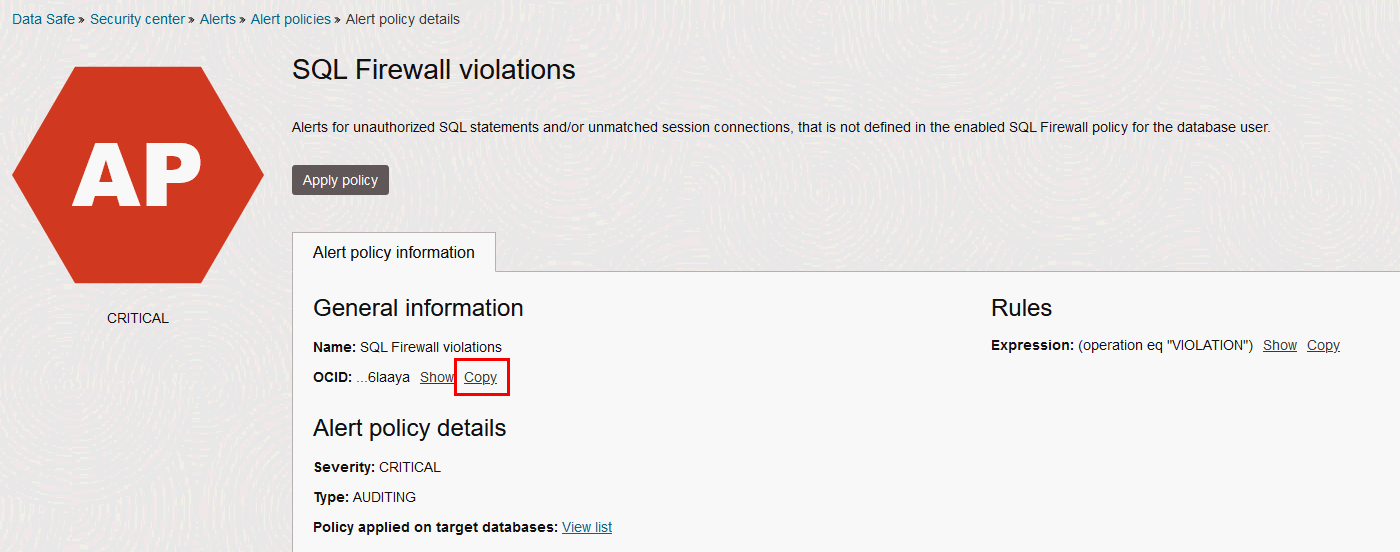 Data Safe » Security center » Alerts » Alert policies » Alert policy details
AP
CRITICAL
SQL Firewall violations
Alerts for unauthorized SQL statements and/or unmatched session connections, that is not defined in the enabled SQL Firewall policy for the database user.
Apply policy
Alert policy information
General information
Name: SQL Firewall violations
OCID: ...6laaya Show Copy
Alert policy details
Severity: CRITICAL
Type: AUDITING
Policy applied on target databases: View list
Rules
Expression: (operation eq "VIOLATION") Show Copy